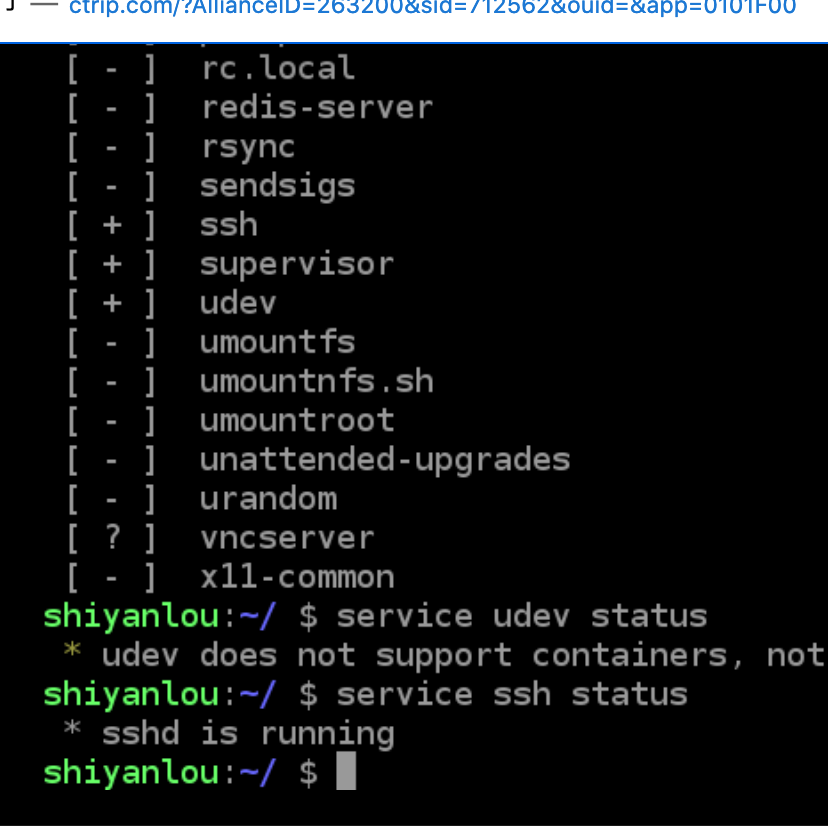 — ctrip.com/?AllianceID=263200&sid=712562&ouid=&app=0101F00
[ - ] rc.local
[ - ] redis-server
[ - ] rsync
[ - ] sendsigs
[ + ] ssh
[ + ] supervisor
[ + ] udev
[ - ] umountfs
[ - ] umountnfs.sh
[ - ] umountroot
[ - ] unattended-upgrades
[ - ] urandom
[ ? ] vncserver
[ - ] x11-common
shiyanlou:~/ $ service udev status
* udev does not support containers, not
shiyanlou:~/ $ service ssh status
* sshd is running
shiyanlou:~/ $